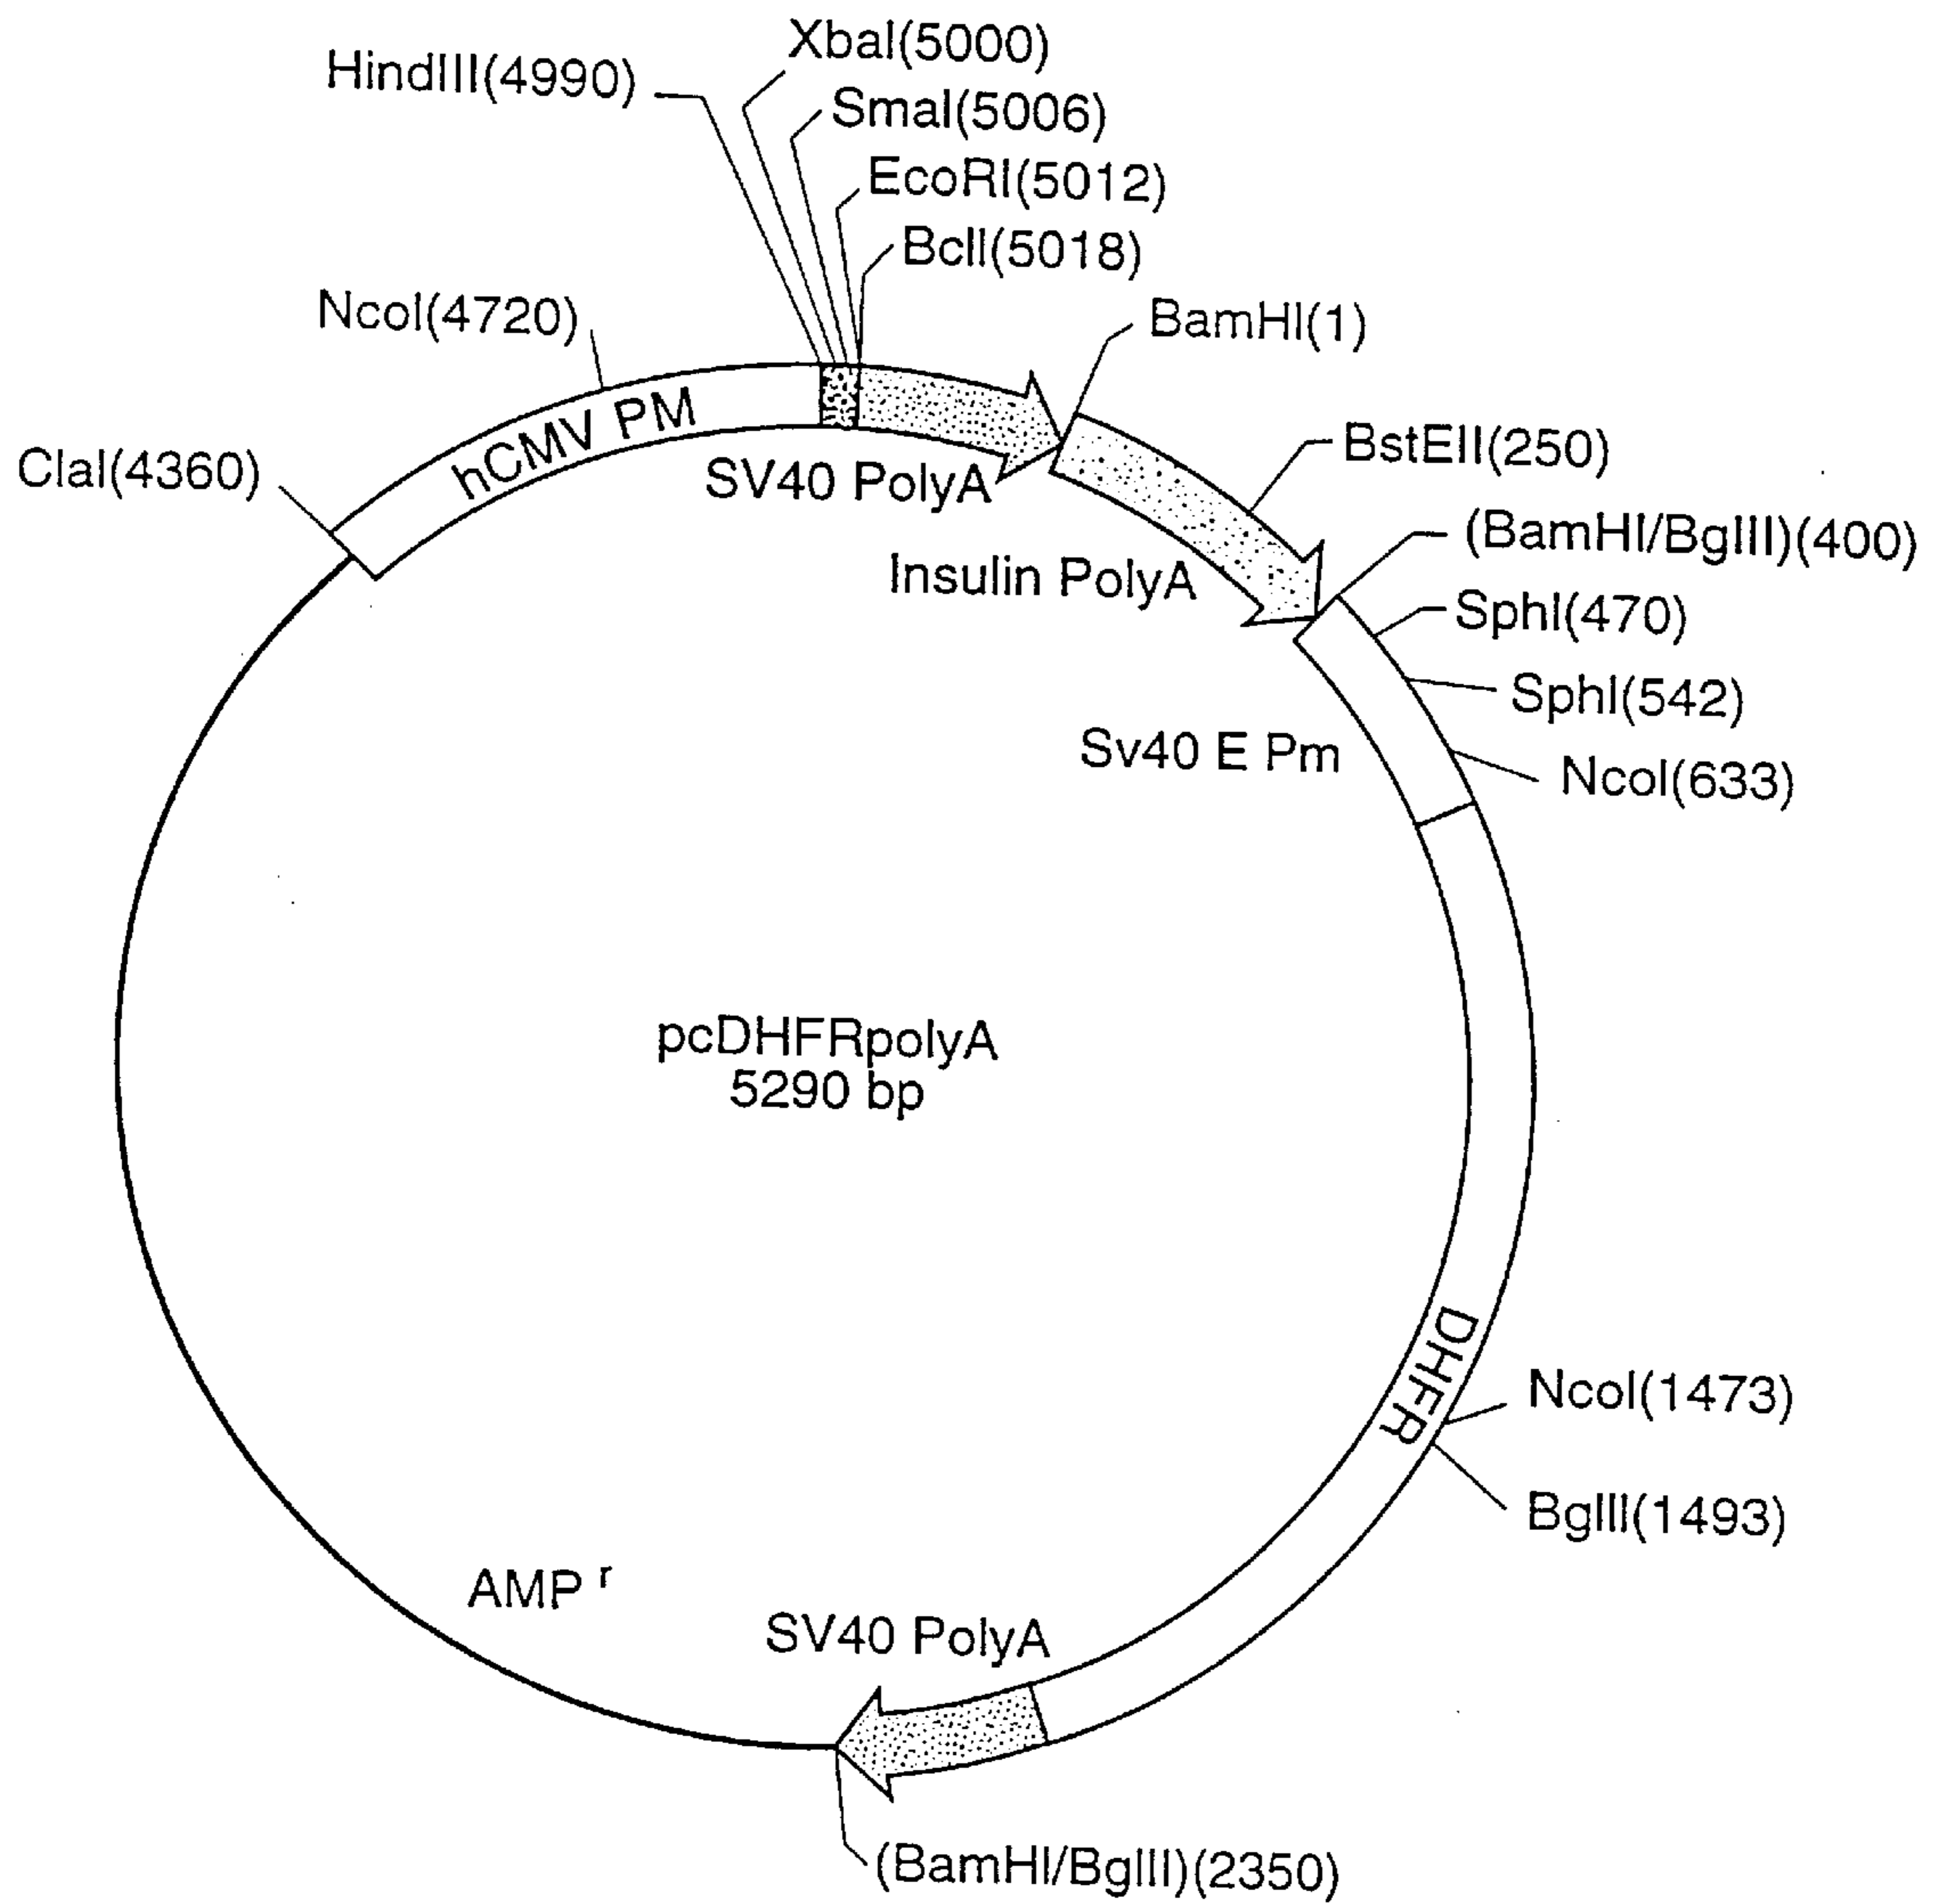 XbaI(5000)
HindIII(4990)
SmaI(5006)
EcoRI(5012)
BclI(5018)
NcoI(4720)
BamHI(1)
hCMV PM
BstEII(250)
ClaI(4360)
SV40 PolyA
(BamHI/BglII)(400)
Insulin PolyA
SphI(470)
SphI(542)
Sv40 E Pm
NcoI(633)
pcDHFRpolyA
5290 bp
DHFR
NcoI(1473)
BglII(1493)
AMP r
SV40 PolyA
(BamHI/BglII)(2350)